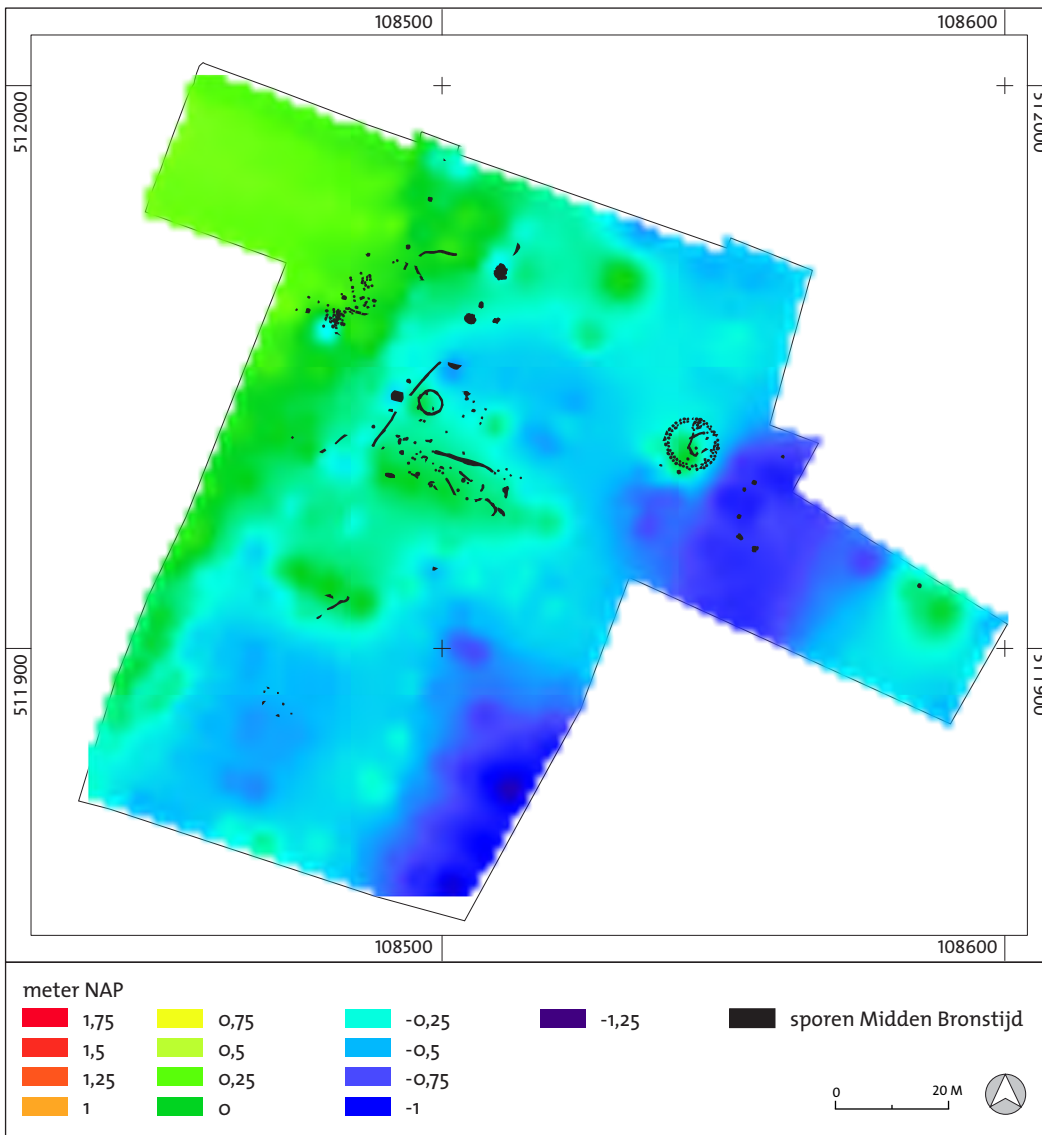 108500 108600
512000 512000
511900 511900
108500 108600
meter NAP
1,75 0,75 -0,25 -1,25 sporen Midden Bronstijd
1,5 0,5 -0,5
1,25 0,25 -0,75
1 0 -1
0 20 M